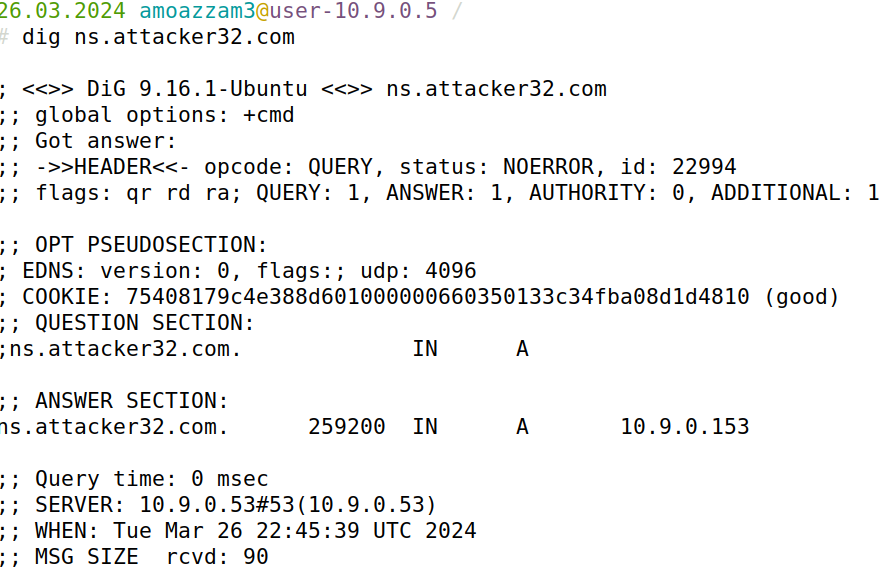 26.03.2024 amoazzam3@user-10.9.0.5 /
# dig ns.attacker32.com
; <<>> DiG 9.16.1-Ubuntu <<>> ns.attacker32.com
;; global options: +cmd
;; Got answer:
;; ->>HEADER<<- opcode: QUERY, status: NOERROR, id: 22994
;; flags: qr rd ra; QUERY: 1, ANSWER: 1, AUTHORITY: 0, ADDITIONAL: 1
;; OPT PSEUDOSECTION:
; EDNS: version: 0, flags:; udp: 4096
; COOKIE: 75408179c4e388d601000000660350133c34fba08d1d4810 (good)
;; QUESTION SECTION:
;ns.attacker32.com. IN A
;; ANSWER SECTION:
ns.attacker32.com. 259200 IN A 10.9.0.153
;; Query time: 0 msec
;; SERVER: 10.9.0.53#53(10.9.0.53)
;; WHEN: Tue Mar 26 22:45:39 UTC 2024
;; MSG SIZE  rcvd: 90